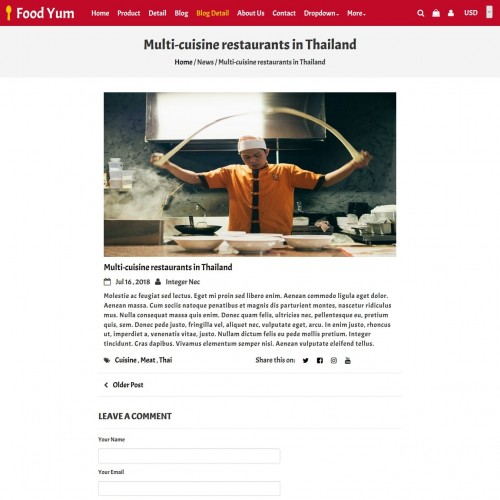 Food Yum
Home Product Detail Blog Blog Detail About Us Contact Dropdown More USD
Multi-cuisine restaurants in Thailand
Home / News / Multi-cuisine restaurants in Thailand
Multi-cuisine restaurants in Thailand
Jul 16, 2018 Integer Nec
Molestie ac feugiat sed lectus. Eget mi proin sed libero enim. Aenean commodo ligula eget dolor.
Aenean massa. Cum sociis natoque penatibus et magnis dis parturient montes, nascetur ridiculus
mus. Nulla consequat massa quis enim. Donec quam felis, ultricies nec, pellentesque eu, pretium
quis, sem. Donec pede justo, fringilla vel, aliquet nec, vulputate eget, arcu. In enim justo, rhoncus
ut, imperdiet a, venenatis vitae, justo. Nullam dictum felis eu pede mollis pretium. Integer
tincidunt. Cras dapibus. Vivamus elementum semper nisi. Aenean vulputate eleifend tellus.
Cuisine , Meat , Thai Share this on:
Older Post
LEAVE A COMMENT
Your Name
Your Email